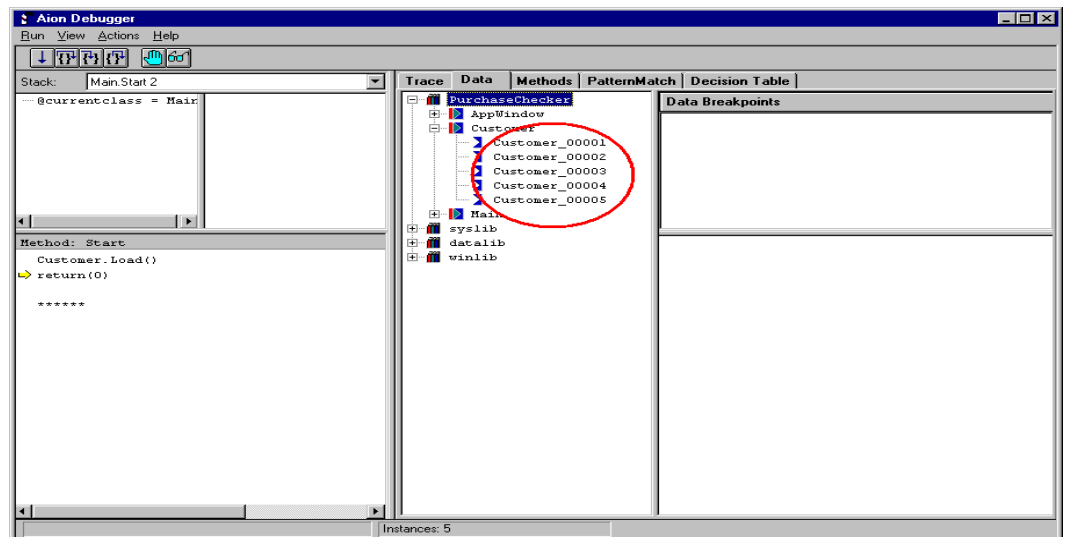 Aion Debugger
Run View Actions Help
Stack: Main.Start 2
Trace Data Methods PatternMatch Decision Table
@currentclass = Main
PurchaseChecker
AppWindow
Customer
Customer_00001
Customer_00002
Customer_00003
Customer_00004
Customer_00005
Main
syslib
datalib
winlib
Data Breakpoints
Method: Start
Customer.Load()
return(0)
******
Instances: 5